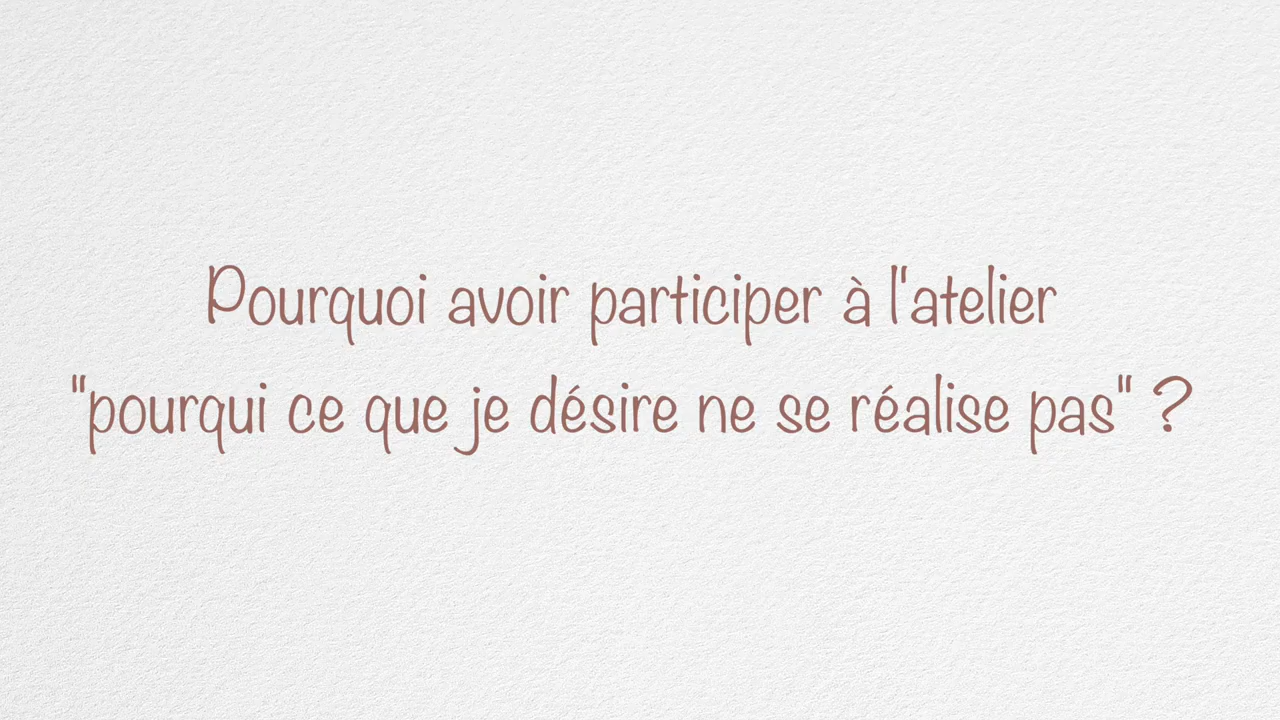 Pourquoi avoir participer à l'atelier
"pourqui ce que je désire ne se réalise pas" ?